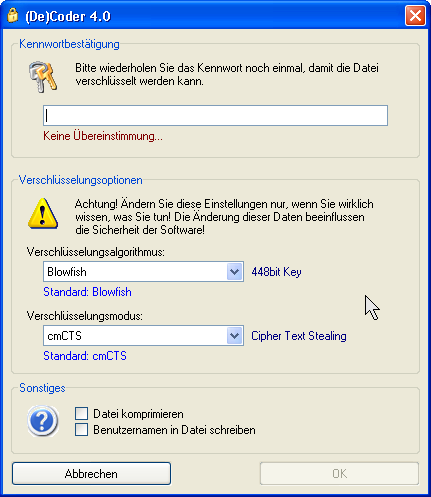 (De)Coder 4.0
Kennwortbestätigung
Bitte wiederholen Sie das Kennwort noch einmal, damit die Datei
verschlüsselt werden kann.
Keine Übereinstimmung...
Verschlüsselungsoptionen
Achtung! Ändern Sie diese Einstellungen nur, wenn Sie wirklich
wissen, was Sie tun! Die Änderung dieser Daten beeinflussen
die Sicherheit der Software!
Verschlüsselungsalgorithmus:
Blowfish 448bit Key
Standard: Blowfish
Verschlüsselungsmodus:
cmCTS Cipher Text Stealing
Standard: cmCTS
Sonstiges
Datei komprimieren
Benutzernamen in Datei schreiben
Abbrechen OK